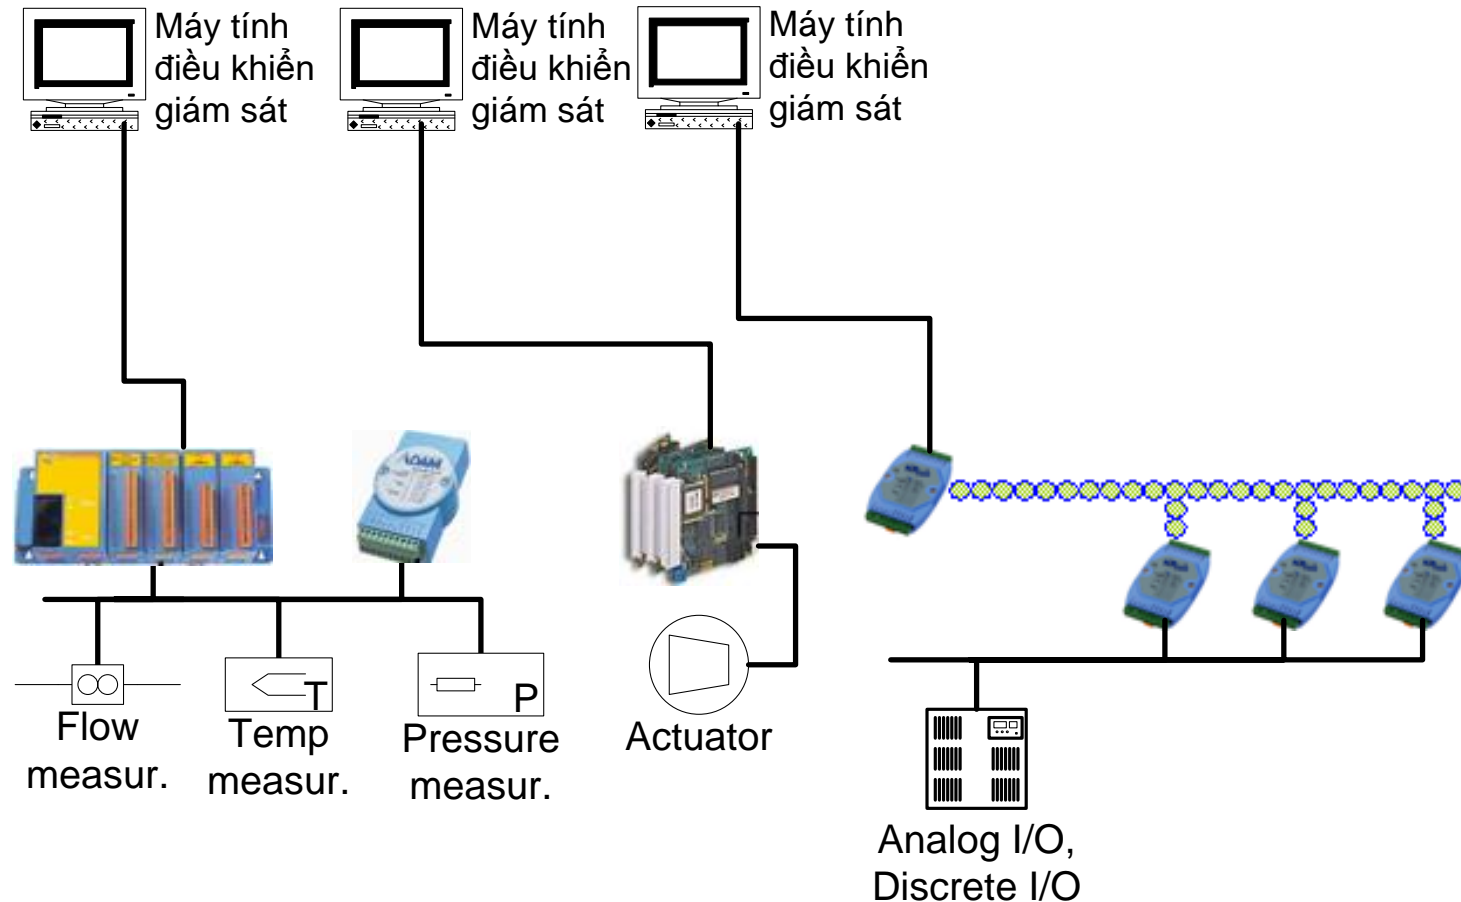 Máy tính
điều khiển
giám sát
Máy tính
điều khiển
giám sát
Máy tính
điều khiển
giám sát
ADAM
T
P
Flow
measur.
Temp
measur.
Pressure
measur.
Actuator
Analog I/O,
Discrete I/O